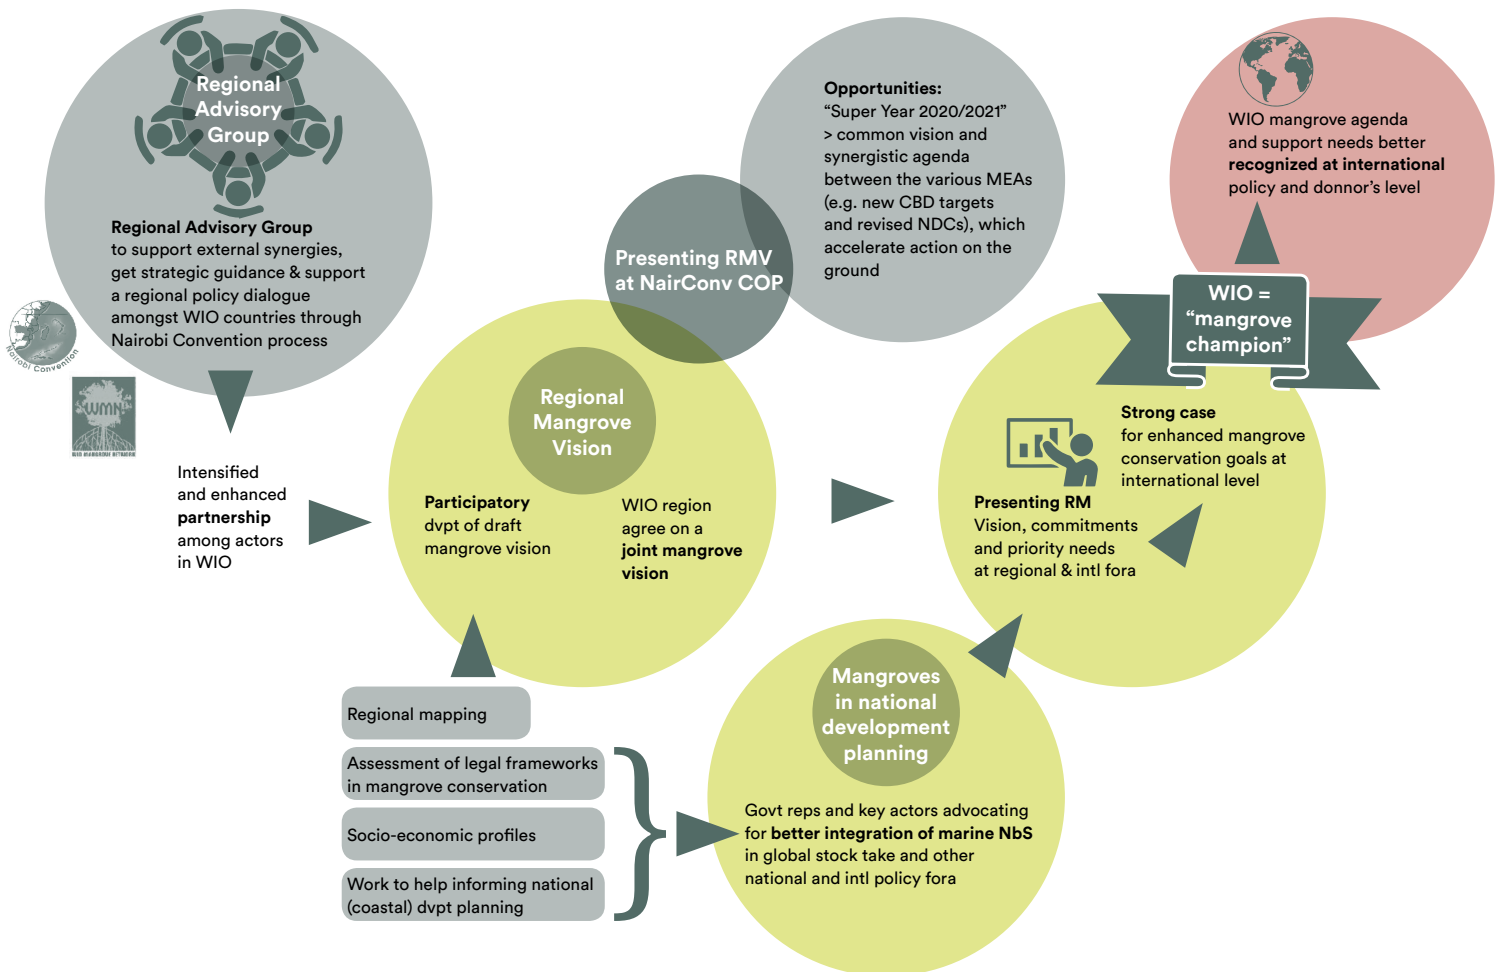 Regional
Advisory
Group
Regional Advisory Group
to support external synergies,
get strategic guidance & support
a regional policy dialogue
amongst WIO countries through
Nairobi Convention process
Nairobi Convention
WMN
WIO MANGROVE NETWORK
Intensified
and enhanced
partnership
among actors
in WIO
Regional
Mangrove
Vision
Participatory
dvpt of draft
mangrove vision
WIO region
agree on a
joint mangrove
vision
Presenting RMV
at NairConv COP
Opportunities:
“Super Year 2020/2021”
> common vision and
synergistic agenda
between the various MEAs
(e.g. new CBD targets
and revised NDCs), which
accelerate action on the
ground
Regional mapping
Assessment of legal frameworks
in mangrove conservation
Socio-economic profiles
Work to help informing national
(coastal) dvpt planning
Mangroves
in national
development
planning
Govt reps and key actors advocating
for better integration of marine NbS
in global stock take and other
national and intl policy fora
Presenting RM
Vision, commitments
and priority needs
at regional & intl fora
Strong case
for enhanced mangrove
conservation goals at
international level
WIO =
“mangrove
champion”
WIO mangrove agenda
and support needs better
recognized at international
policy and donnor’s level